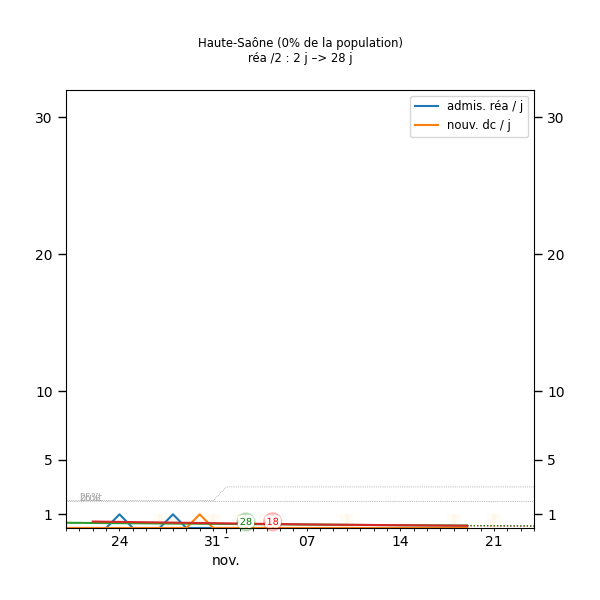 Haute-Saône (0% de la population)
réa /2 : 2 j –> 28 j
admis. réa / j
nouv. dc / j
30 30
20 20
10 10
5 5
1 1
28 18
24 31 - 07 14 21
nov.